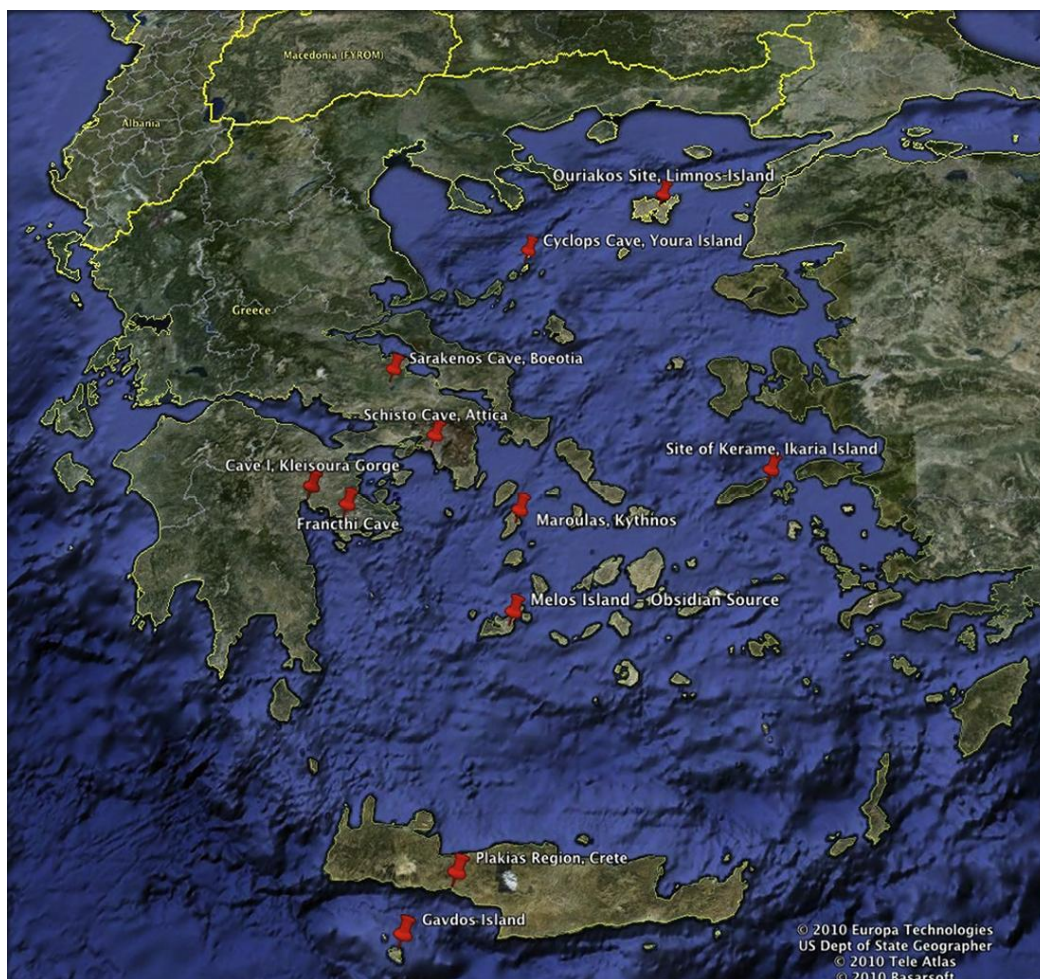 Macedonia (FYROM)
Albania
Ouriakos Site, Limnos Island
Cyclops Cave, Youra Island
Greece
Sarakenos Cave, Boeotia
Schisto Cave, Attica
Site of Kerame, Ikaria Island
Cave I, Kleisoura Gorge
Francthi Cave
Maroulas, Kythnos
Melos Island – Obsidian Source
Plakias Region, Crete
Gavdos Island
© 2010 Europa Technologies
US Dept of State Geographer
© 2010 Tele Atlas
© 2010 Basarsoft